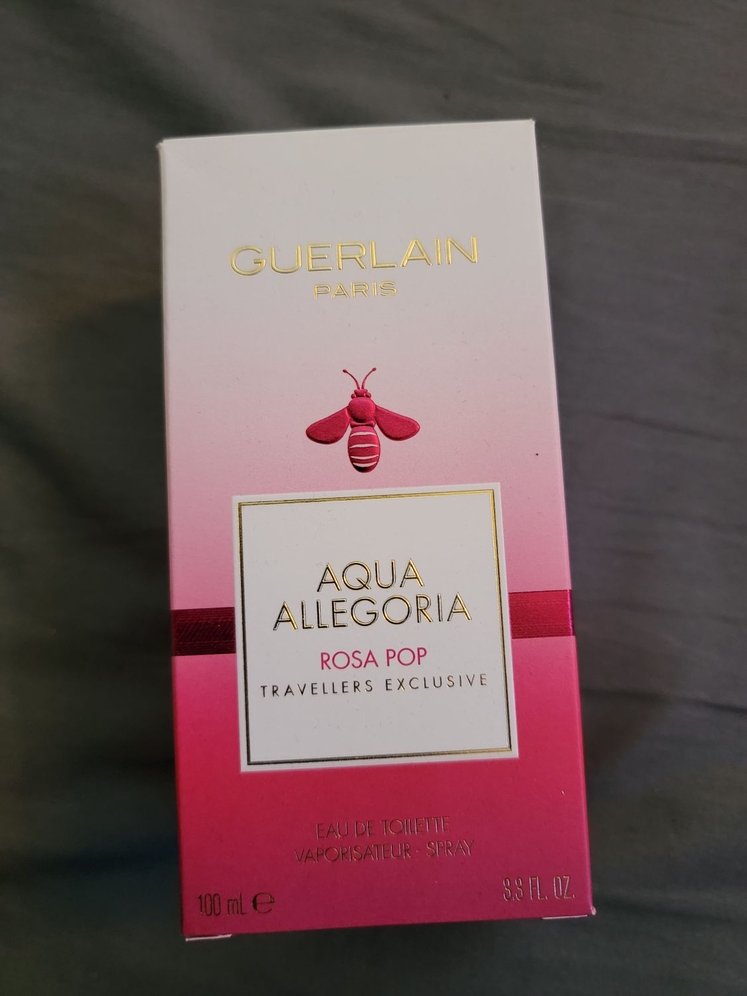 GUERLAIN
PARIS
AQUA
ALLEGORIA
ROSA POP
TRAVELLERS EXCLUSIVE
EAU DE TOILETTE
VAPORISATEUR - SPRAY
100 mL ℮
3.3 FL. OZ.